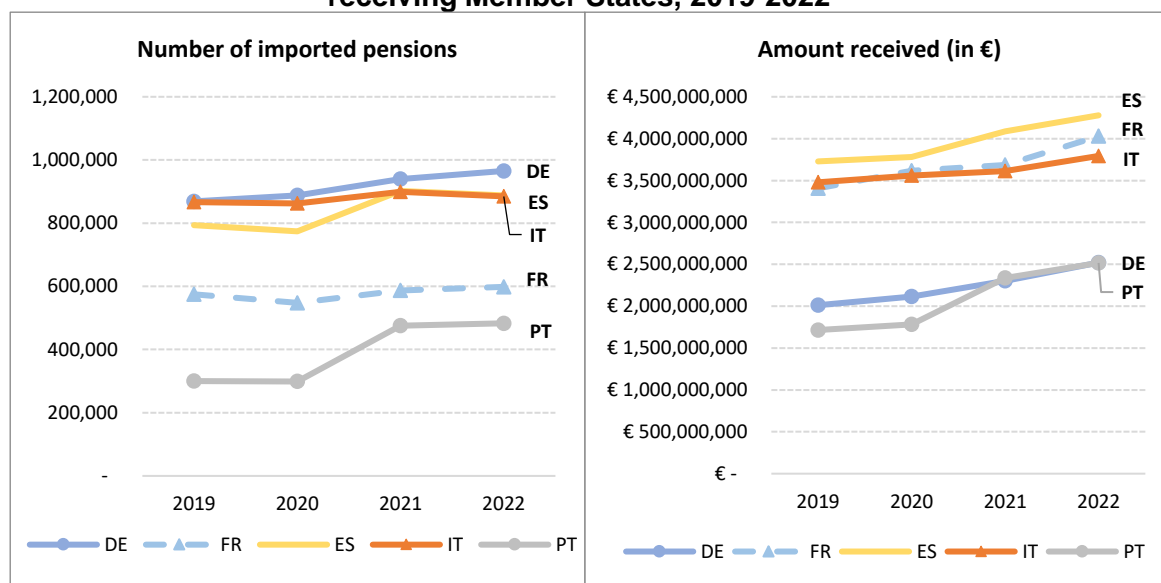 receiving Member States, 2019-2022
Number of imported pensions
1,200,000
1,000,000
800,000
600,000
400,000
200,000
-
DE
ES
IT
FR
PT
2019 2020 2021 2022
DE FR ES IT PT
Amount received (in €)
€ 4,500,000,000
€ 4,000,000,000
€ 3,500,000,000
€ 3,000,000,000
€ 2,500,000,000
€ 2,000,000,000
€ 1,500,000,000
€ 1,000,000,000
€ 500,000,000
€ -
ES
FR
IT
DE
PT
2019 2020 2021 2022
DE FR ES IT PT